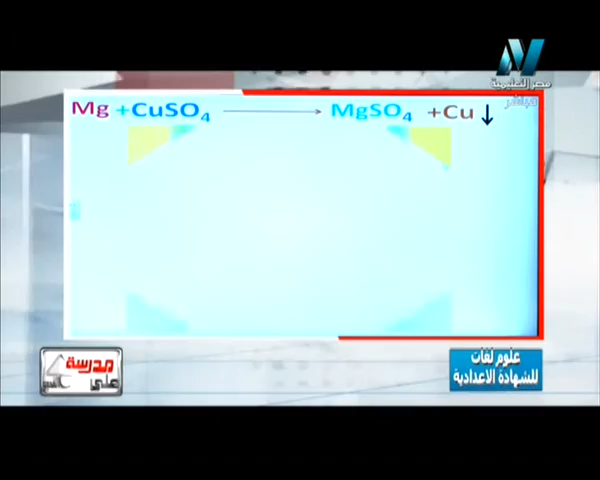 مصر التعليمية
مباشر
Mg +CuSO₄ ⟶ MgSO₄ +Cu ↓
علوم لغات
للشهادة الاعدادية
مدرسة
على